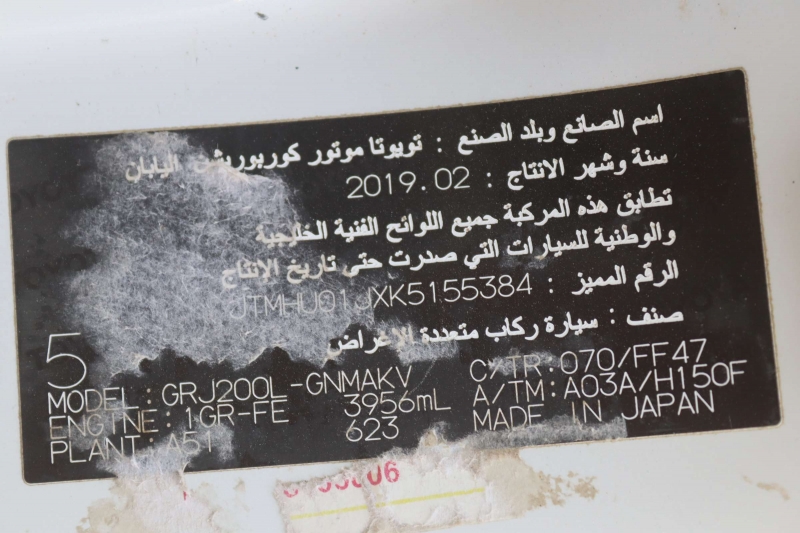 اسم الصانع وبلد الصنع : تويوتا موتور كوربوريشن اليابان
سنة وشهر الانتاج : 2019.02
تطابق هذه المركبة جميع اللوائح الفنية الخليجية
والوطنية للسيارات التي صدرت حتى تاريخ الإنتاج
الرقم المميز : JTMHU01JXK5155384
صنف : سيارة ركاب متعددة الاغراض
5
MODEL: GRJ200L-GNMAKV C/TR: 070/FF47
ENGINE: 1GR-FE 3956mL A/TM: A03A/H150F
PLANT: A51 623 MADE IN JAPAN